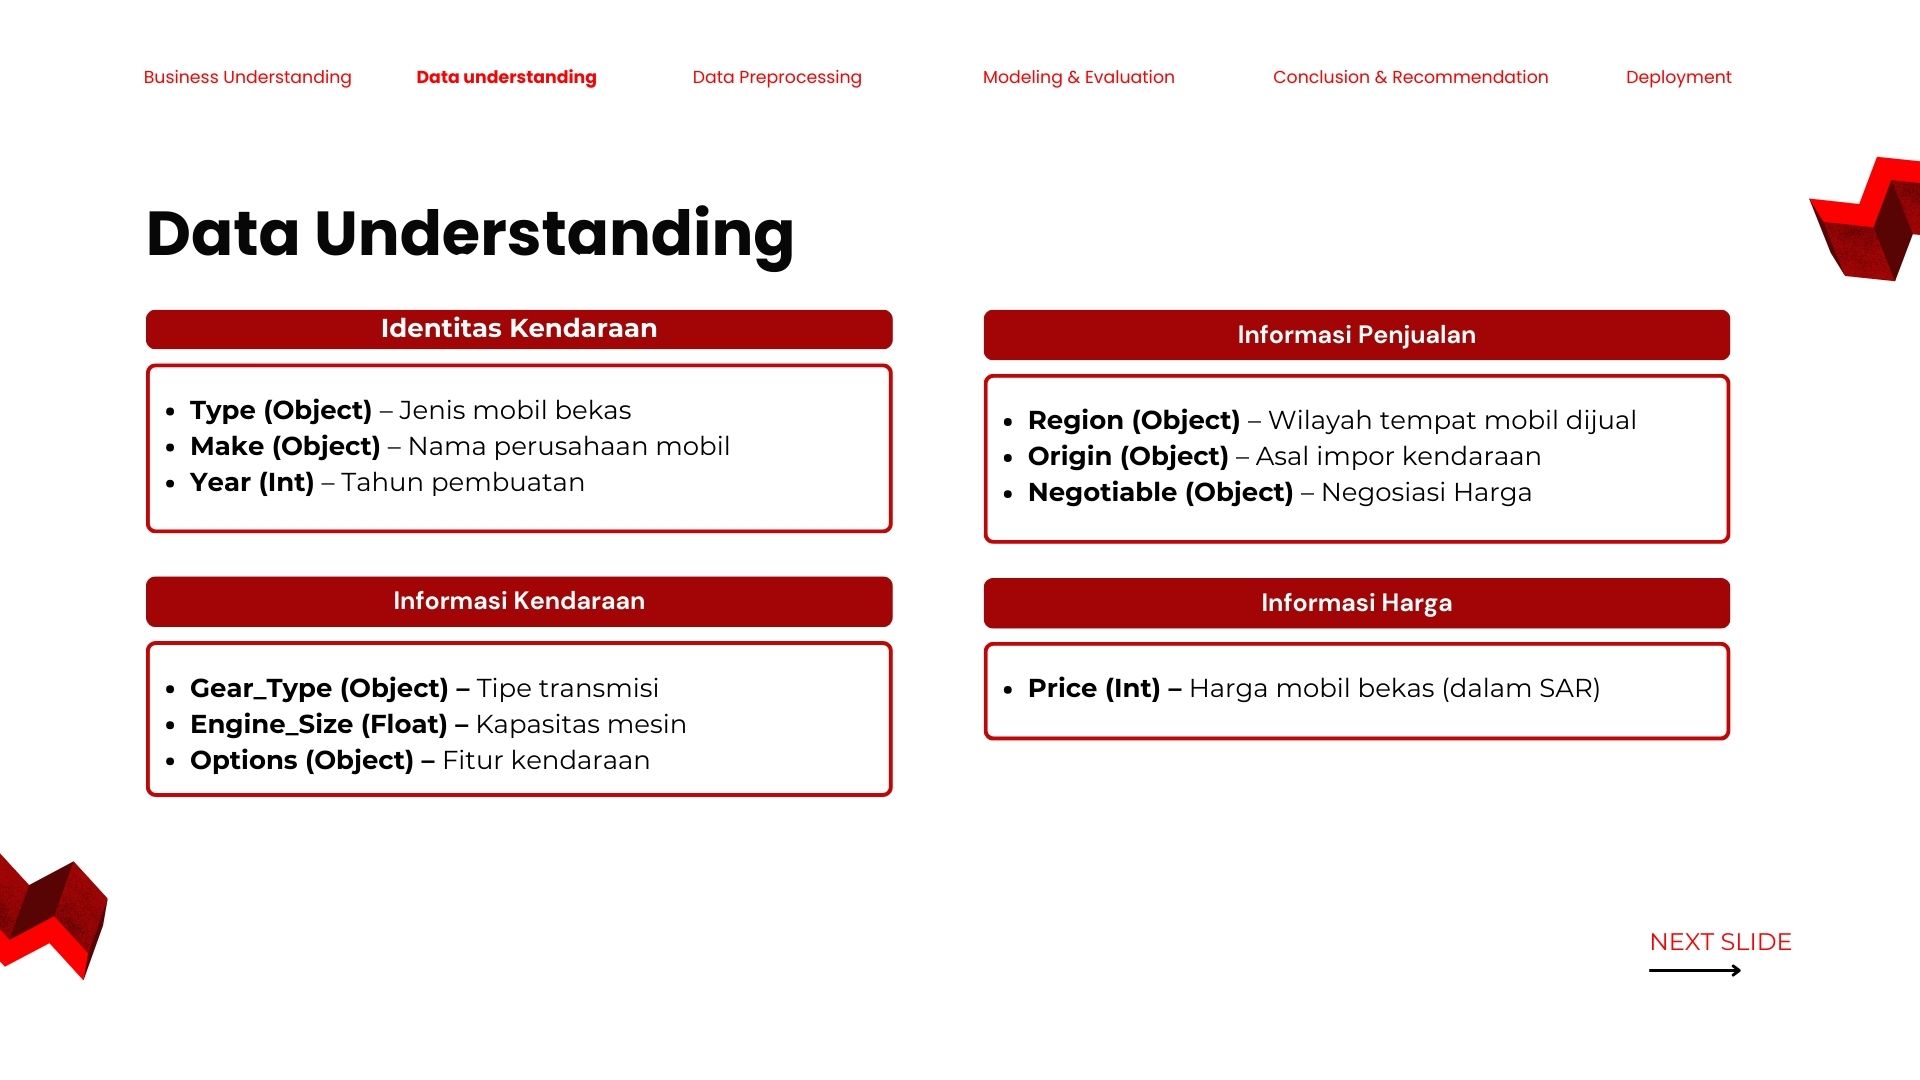 Business Understanding
Data understanding
Data Preprocessing
Modeling & Evaluation
Conclusion & Recommendation
Deployment
Data Understanding
Identitas Kendaraan
• Type (Object) – Jenis mobil bekas
• Make (Object) – Nama perusahaan mobil
• Year (Int) – Tahun pembuatan
Informasi Kendaraan
• Gear_Type (Object) – Tipe transmisi
• Engine_Size (Float) – Kapasitas mesin
• Options (Object) – Fitur kendaraan
Informasi Penjualan
• Region (Object) – Wilayah tempat mobil dijual
• Origin (Object) – Asal impor kendaraan
• Negotiable (Object) – Negosiasi Harga
Informasi Harga
• Price (Int) – Harga mobil bekas (dalam SAR)
NEXT SLIDE